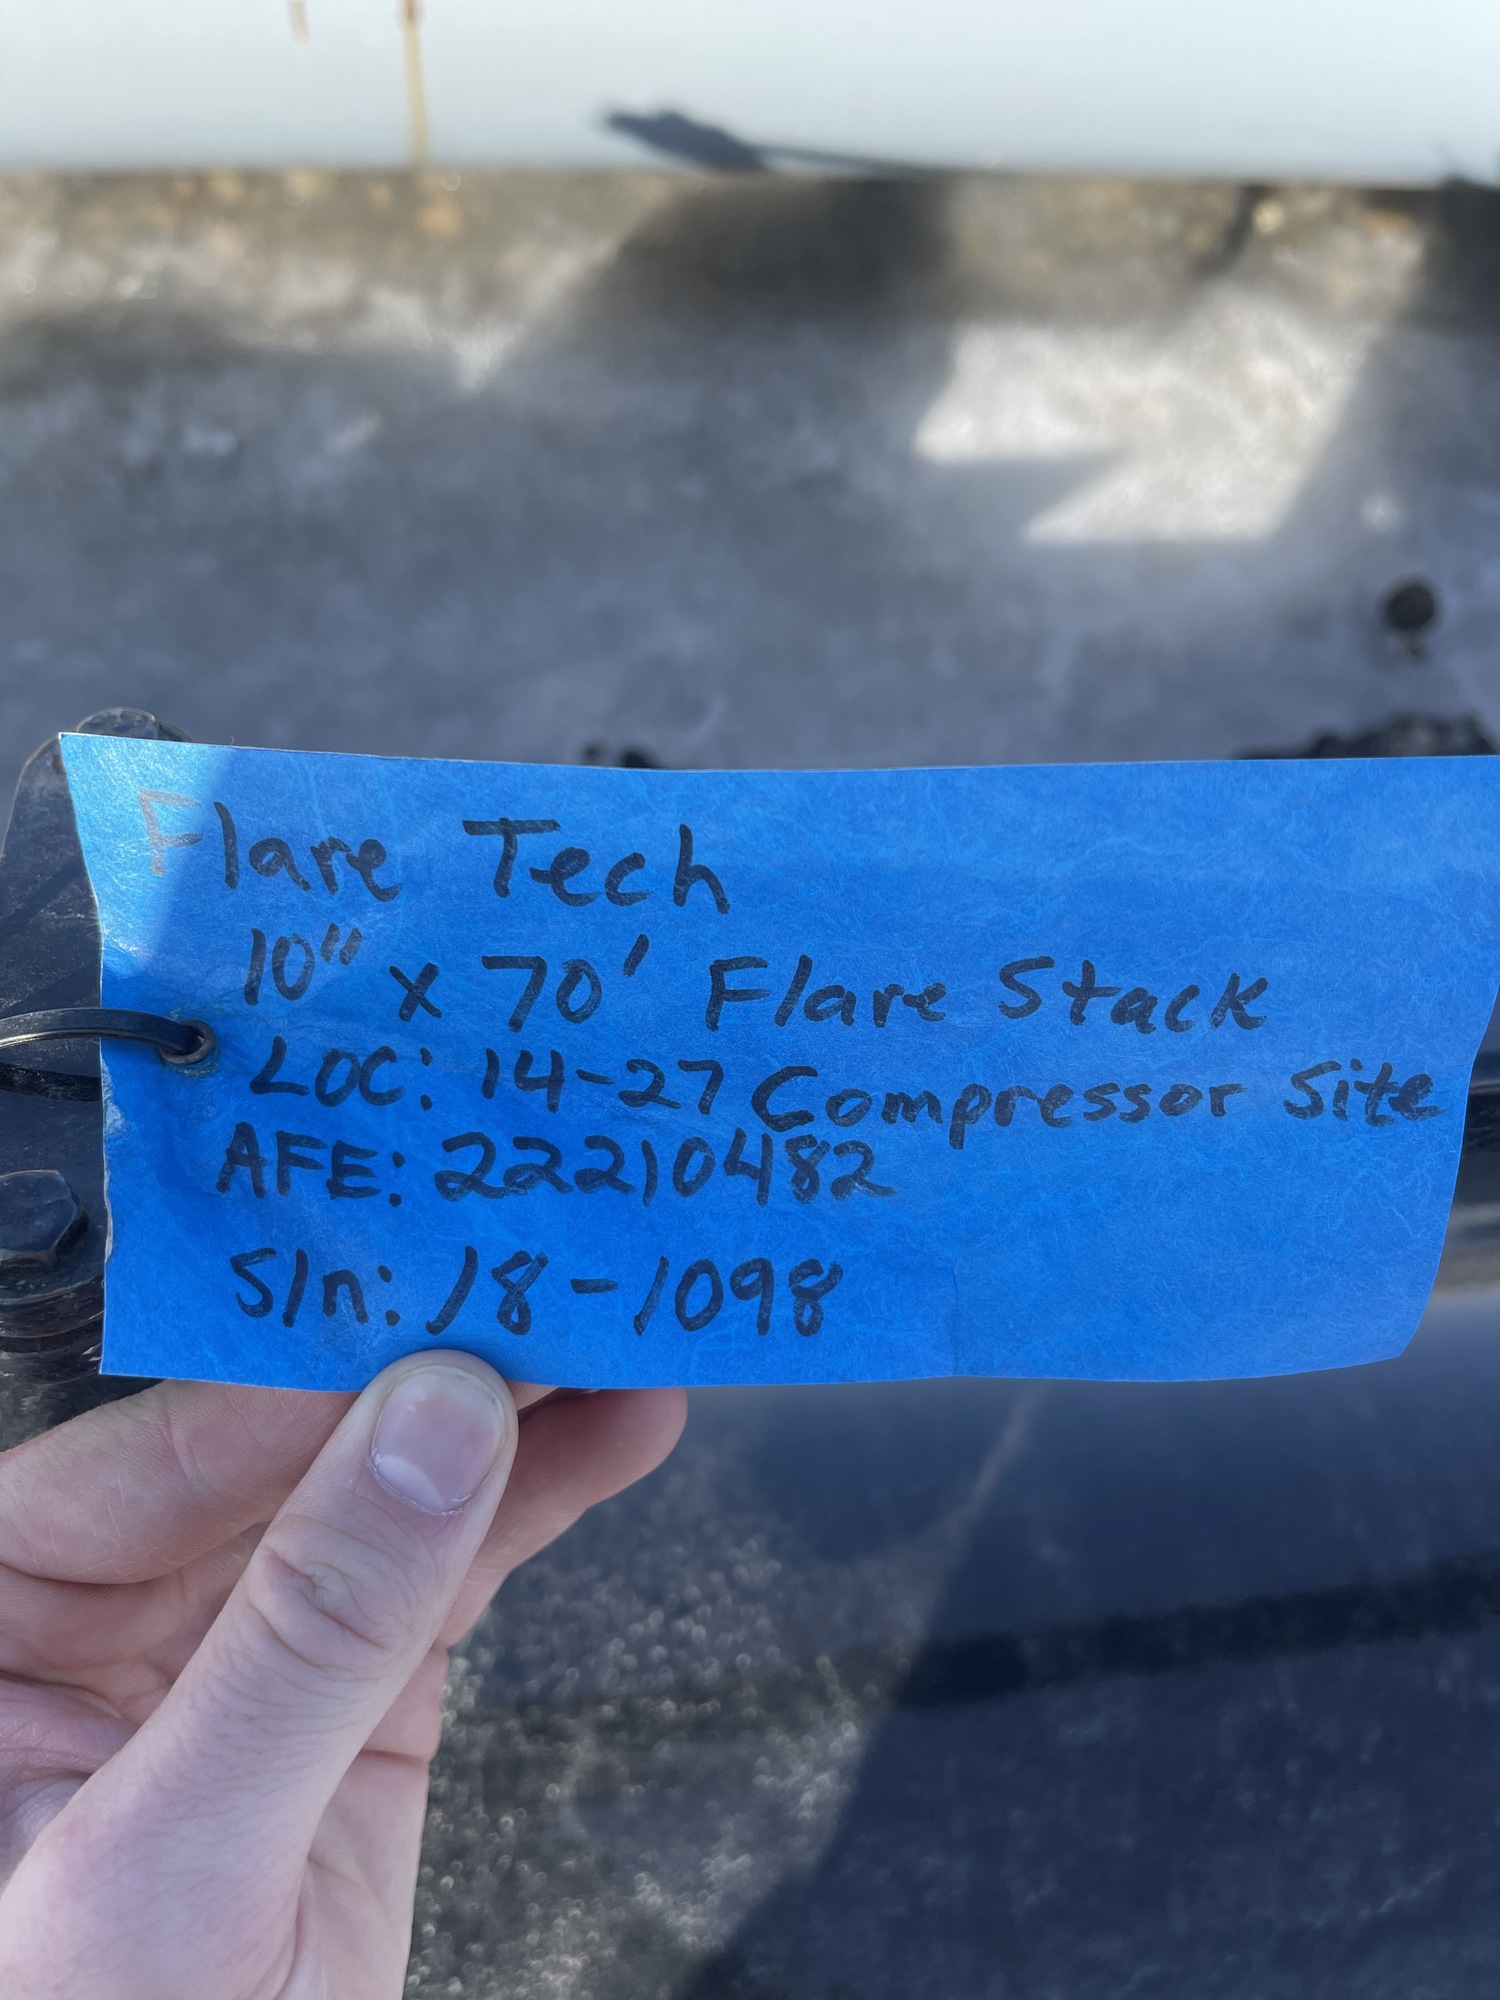 Flare Tech
10" x 70' Flare Stack
LOC: 14-27 Compressor Site
AFE: 22210482
S/n: 18-1098